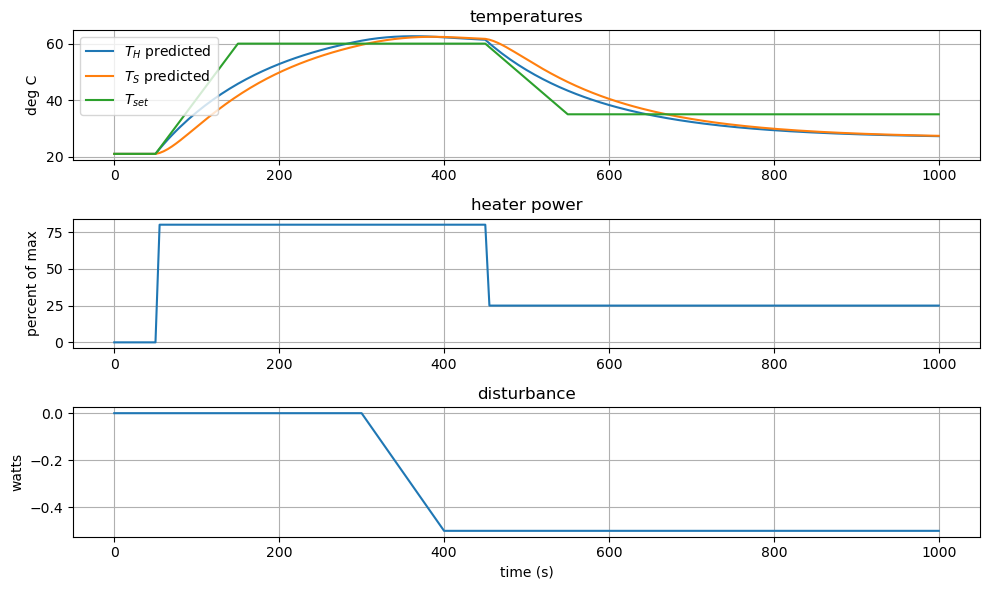 temperatures
deg C
60
40
20
T_H predicted
T_S predicted
T_set
0 200 400 600 800 1000
heater power
percent of max
75
50
25
0
0 200 400 600 800 1000
disturbance
watts
0.0
−0.2
−0.4
0 200 400 600 800 1000
time (s)